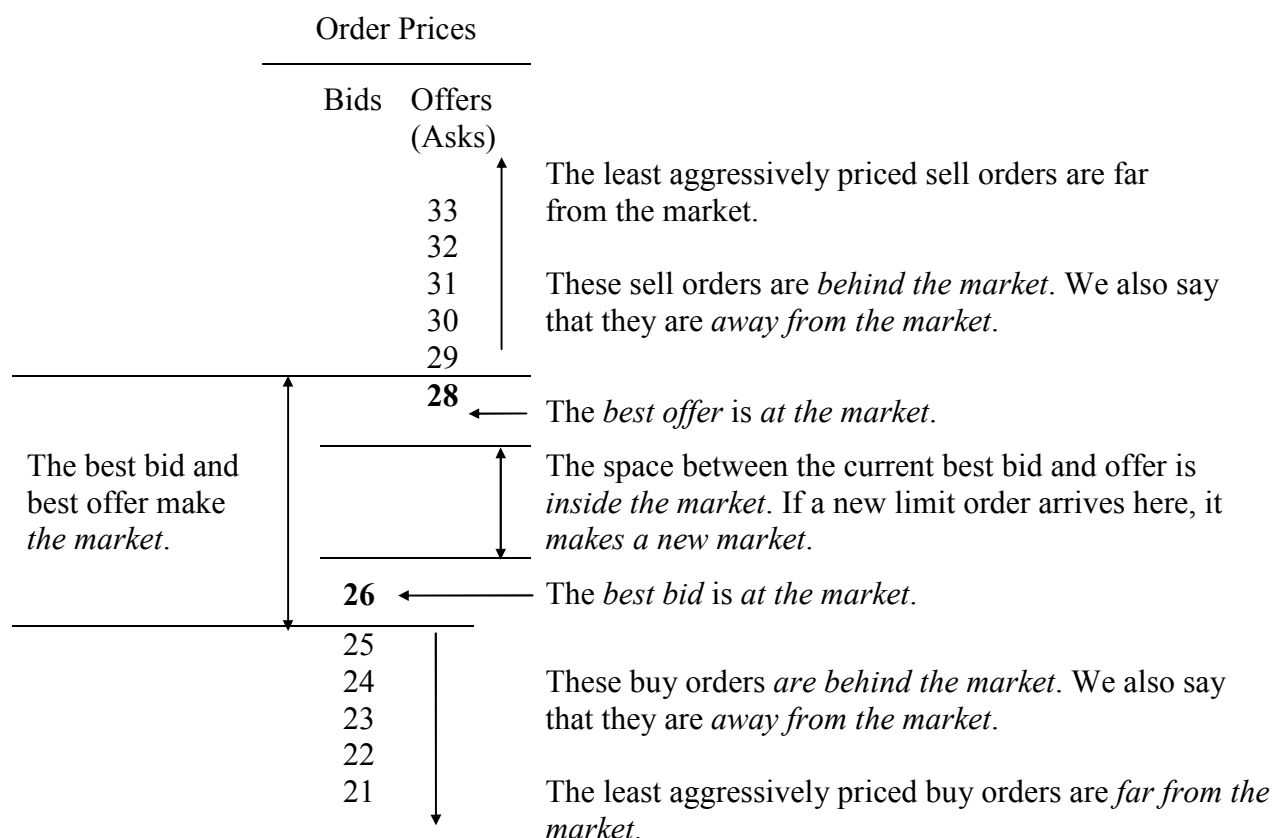 Order Prices
Bids Offers
(Asks)
The least aggressively priced sell orders are far
33 from the market.
32
31 These sell orders are behind the market. We also say
30 that they are away from the market.
29
28
The best offer is at the market.
The best bid and
best offer make
the market.
The space between the current best bid and offer is
inside the market. If a new limit order arrives here, it
makes a new market.
26 The best bid is at the market.
25
24 These buy orders are behind the market. We also say
23 that they are away from the market.
22
21 The least aggressively priced buy orders are far from the
market.